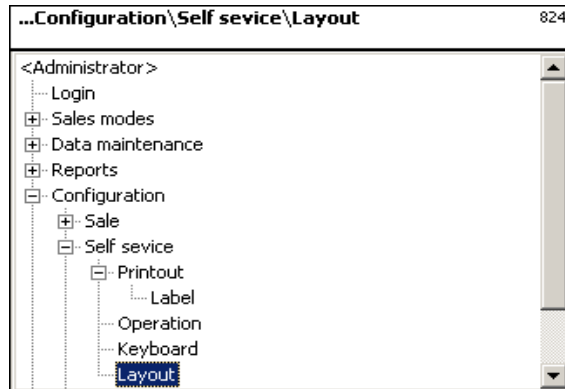 ...Configuration\Self sevice\Layout 824
<Administrator>
Login
Sales modes
Data maintenance
Reports
Configuration
Sale
Self sevice
Printout
Label
Operation
Keyboard
Layout